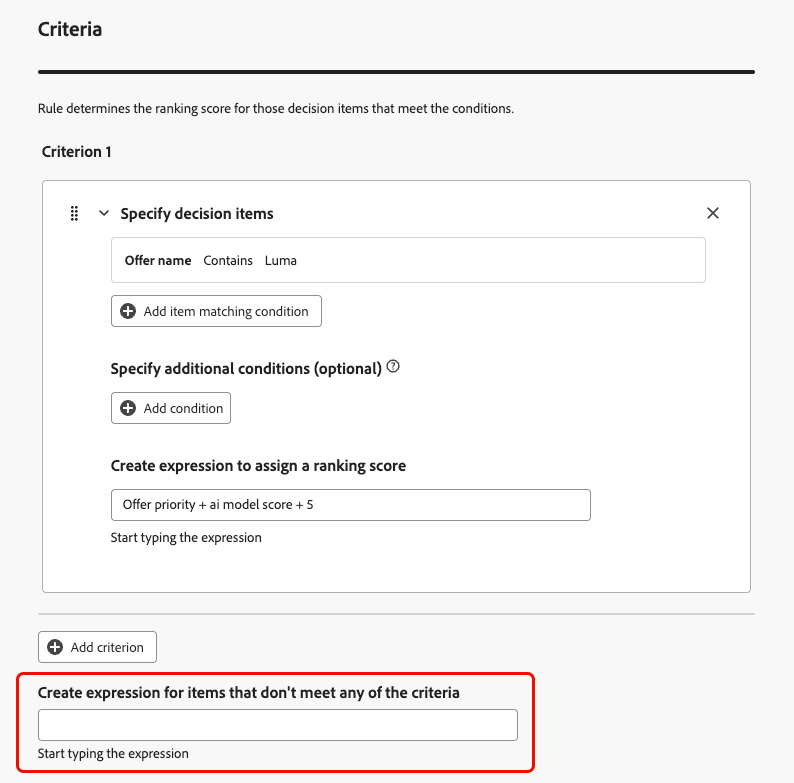 Criteria
Rule determines the ranking score for those decision items that meet the conditions.
Criterion 1
Specify decision items
Offer name Contains Luma
Add item matching condition
Specify additional conditions (optional)
Add condition
Create expression to assign a ranking score
Offer priority + ai model score + 5
Start typing the expression
Add criterion
Create expression for items that don't meet any of the criteria
Start typing the expression